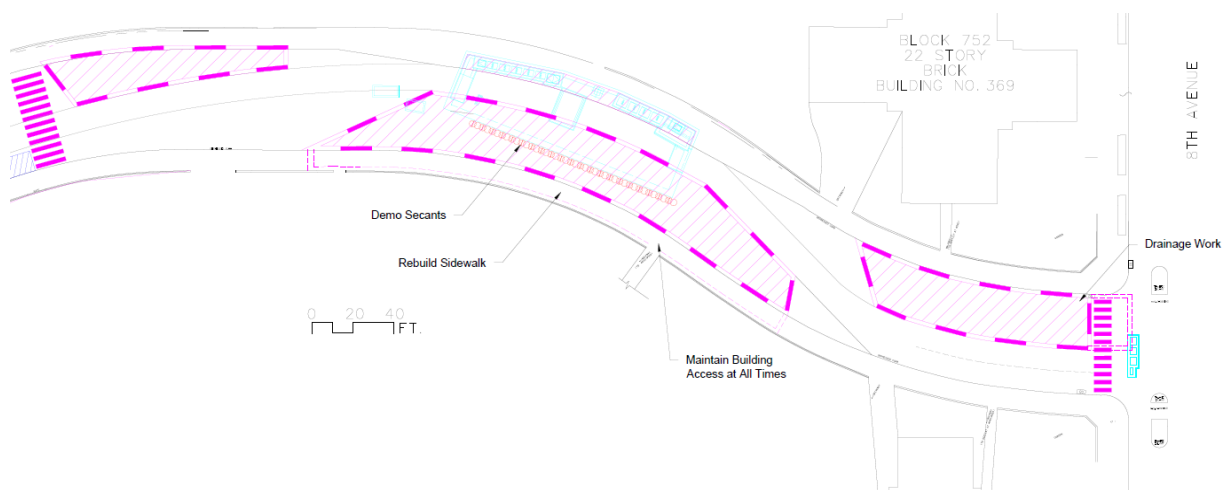 BLOCK 752
22 STORY
BRICK
BUILDING NO. 369
8TH AVENUE
Demo Secants
Drainage Work
Rebuild Sidewalk
0 20 40
FT.
Maintain Building
Access at All Times